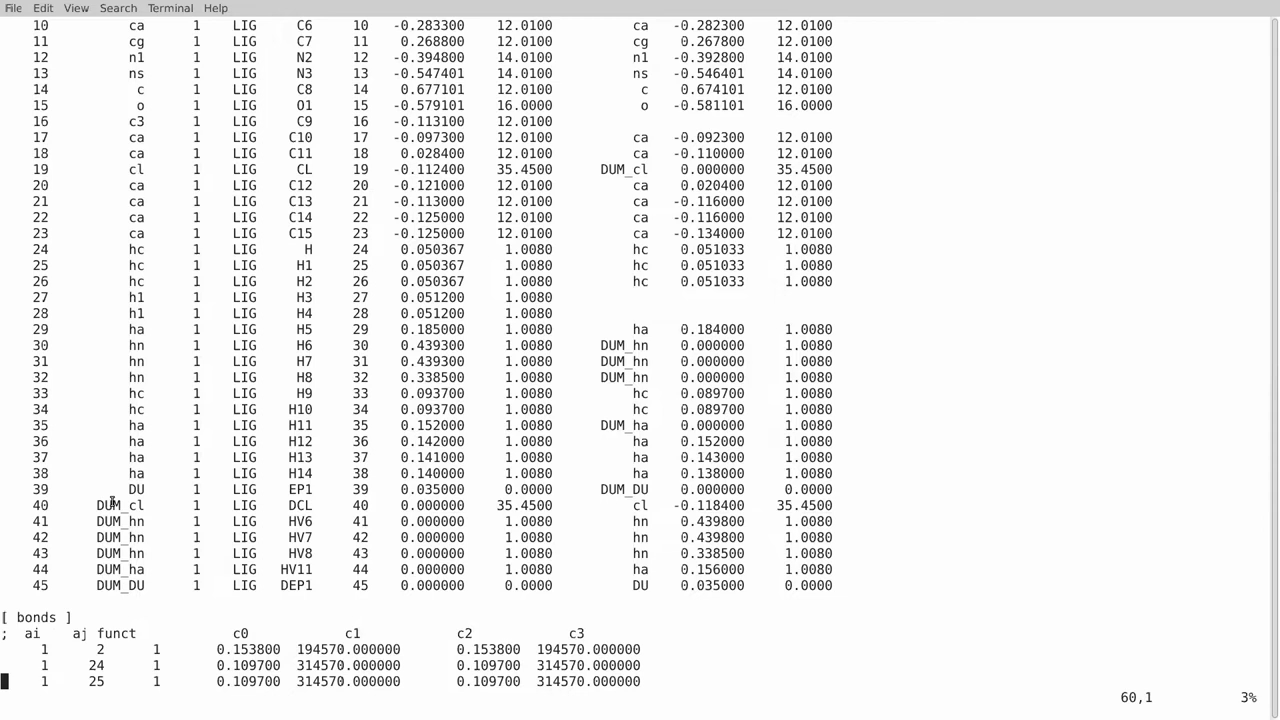 File Edit View Search Terminal Help
10 ca 1 LIG C6 10 -0.283300 12.0100 ca -0.282300 12.0100
11 cg 1 LIG C7 11 0.268800 12.0100 cg 0.267800 12.0100
12 n1 1 LIG N2 12 -0.394800 14.0100 n1 -0.392800 14.0100
13 ns 1 LIG N3 13 -0.547401 14.0100 ns -0.546401 14.0100
14 c 1 LIG C8 14 0.677101 12.0100 c 0.674101 12.0100
15 o 1 LIG O1 15 -0.579101 16.0000 o -0.581101 16.0000
16 c3 1 LIG C9 16 -0.113100 12.0100
17 ca 1 LIG C10 17 -0.097300 12.0100 ca -0.092300 12.0100
18 ca 1 LIG C11 18 0.028400 12.0100 ca -0.110000 12.0100
19 cl 1 LIG CL 19 -0.112400 35.4500 DUM_cl 0.000000 35.4500
20 ca 1 LIG C12 20 -0.121000 12.0100 ca 0.020400 12.0100
21 ca 1 LIG C13 21 -0.113000 12.0100 ca -0.116000 12.0100
22 ca 1 LIG C14 22 -0.125000 12.0100 ca -0.116000 12.0100
23 ca 1 LIG C15 23 -0.125000 12.0100 ca -0.134000 12.0100
24 hc 1 LIG H 24 0.050367 1.0080 hc 0.051033 1.0080
25 hc 1 LIG H1 25 0.050367 1.0080 hc 0.051033 1.0080
26 hc 1 LIG H2 26 0.050367 1.0080 hc 0.051033 1.0080
27 h1 1 LIG H3 27 0.051200 1.0080
28 h1 1 LIG H4 28 0.051200 1.0080
29 ha 1 LIG H5 29 0.185000 1.0080 ha 0.184000 1.0080
30 hn 1 LIG H6 30 0.439300 1.0080 DUM_hn 0.000000 1.0080
31 hn 1 LIG H7 31 0.439300 1.0080 DUM_hn 0.000000 1.0080
32 hn 1 LIG H8 32 0.338500 1.0080 DUM_hn 0.000000 1.0080
33 hc 1 LIG H9 33 0.093700 1.0080 hc 0.089700 1.0080
34 hc 1 LIG H10 34 0.093700 1.0080 hc 0.089700 1.0080
35 ha 1 LIG H11 35 0.152000 1.0080 DUM_ha 0.000000 1.0080
36 ha 1 LIG H12 36 0.142000 1.0080 ha 0.152000 1.0080
37 ha 1 LIG H13 37 0.141000 1.0080 ha 0.143000 1.0080
38 ha 1 LIG H14 38 0.140000 1.0080 ha 0.138000 1.0080
39 DU 1 LIG EP1 39 0.035000 0.0000 DUM_DU 0.000000 0.0000
40 DUM_cl 1 LIG DCL 40 0.000000 35.4500 cl -0.118400 35.4500
41 DUM_hn 1 LIG HV6 41 0.000000 1.0080 hn 0.439800 1.0080
42 DUM_hn 1 LIG HV7 42 0.000000 1.0080 hn 0.439800 1.0080
43 DUM_hn 1 LIG HV8 43 0.000000 1.0080 hn 0.338500 1.0080
44 DUM_ha 1 LIG HV11 44 0.000000 1.0080 ha 0.156000 1.0080
45 DUM_DU 1 LIG DEP1 45 0.000000 0.0000 DU 0.035000 0.0000
[ bonds ]
; ai aj funct c0 c1 c2 c3
1 2 1 0.153800 194570.000000 0.153800 194570.000000
1 24 1 0.109700 314570.000000 0.109700 314570.000000
1 25 1 0.109700 314570.000000 0.109700 314570.000000
60,1 3%